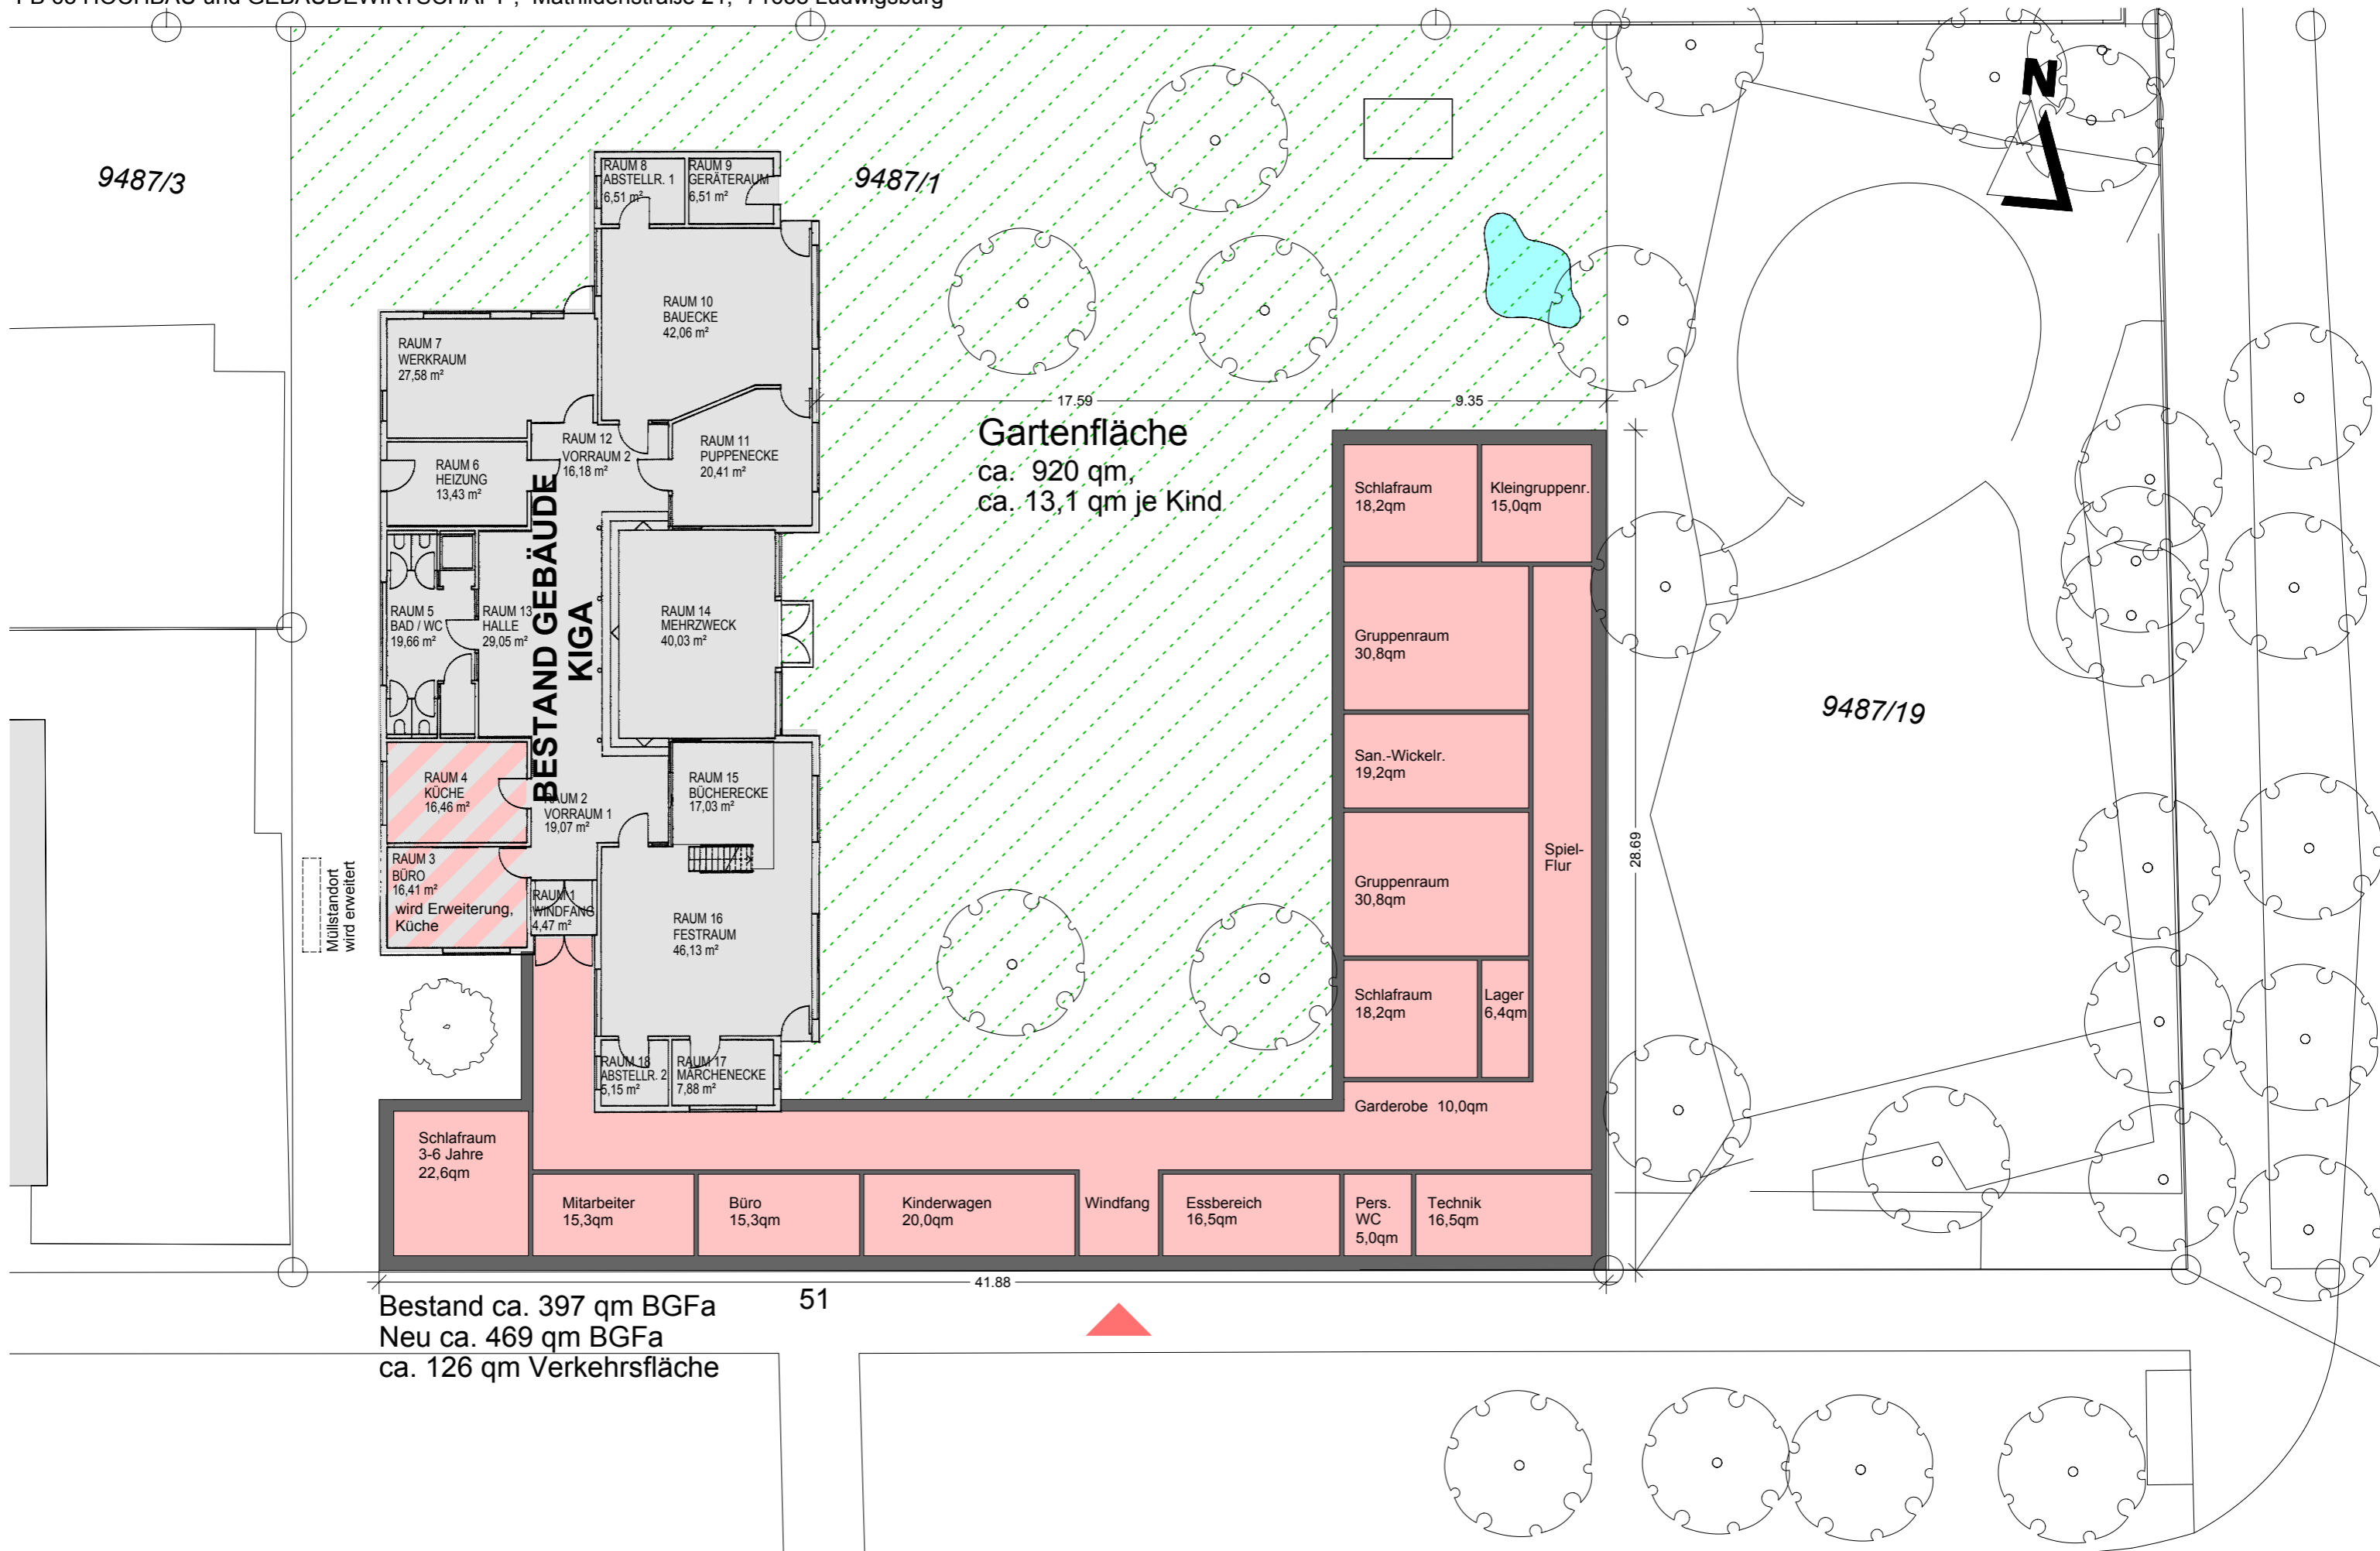 HOCHBAU und GEBÄUDEWIRTSCHAFT , Mathildenstraße 21, 71638 Ludwigsburg
N
9487/3
9487/1
RAUM 8
ABSTELLR. 1
6,51 m²
RAUM 9
GERÄTERAUM
6,51 m²
RAUM 10
BAUECKE
42,06 m²
RAUM 7
WERKRAUM
27,58 m²
17.59
9.35
Gartenfläche
ca. 920 qm,
ca. 13,1 qm je Kind
RAUM 12
VORRAUM 2
16,18 m²
RAUM 11
PUPPENECKE
20,41 m²
RAUM 6
HEIZUNG
13,43 m²
BESTAND GEBÄUDE
KIGA
RAUM 5
BAD / WC
19,66 m²
RAUM 13
HALLE
29,05 m²
RAUM 14
MEHRZWECK
40,03 m²
RAUM 4
KÜCHE
16,46 m²
RAUM 2
VORRAUM 1
19,07 m²
RAUM 15
BÜCHERECKE
17,03 m²
RAUM 3
BÜRO
16,41 m²
wird Erweiterung,
Küche
RAUM 1
WINDFANG
4,47 m²
RAUM 16
FESTRAUM
46,13 m²
Müllstandort
wird erweitert
RAUM 18
ABSTELLR. 2
5,15 m²
RAUM 17
MÄRCHENECKE
7,88 m²
Schlafraum
18,2qm
Kleingruppenr.
15,0qm
Gruppenraum
30,8qm
San.-Wickelr.
19,2qm
Gruppenraum
30,8qm
Spiel-
Flur
28.69
9487/19
Schlafraum
18,2qm
Lager
6,4qm
Garderobe 10,0qm
Schlafraum
3-6 Jahre
22,6qm
Mitarbeiter
15,3qm
Büro
15,3qm
Kinderwagen
20,0qm
Windfang
Essbereich
16,5qm
Pers.
WC
5,0qm
Technik
16,5qm
41.88
51
Bestand ca. 397 qm BGFa
Neu ca. 469 qm BGFa
ca. 126 qm Verkehrsfläche